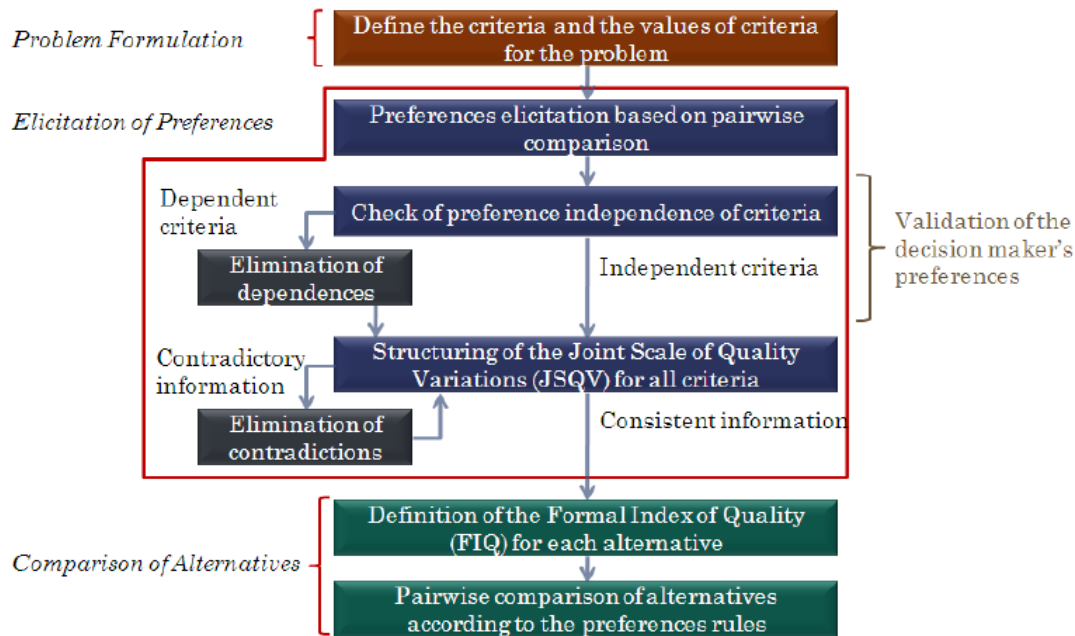 Problem Formulation
Define the criteria and the values of criteria
for the problem
Elicitation of Preferences
Preferences elicitation based on pairwise
comparison
Dependent
criteria
Check of preference independence of criteria
Validation of the
decision maker's
preferences
Elimination of
dependences
Independent criteria
Contradictory
information
Structuring of the Joint Scale of Quality
Variations (JSQV) for all criteria
Elimination of
contradictions
Consistent information
Comparison of Alternatives
Definition of the Formal Index of Quality
(FIQ) for each alternative
Pairwise comparison of alternatives
according to the preferences rules